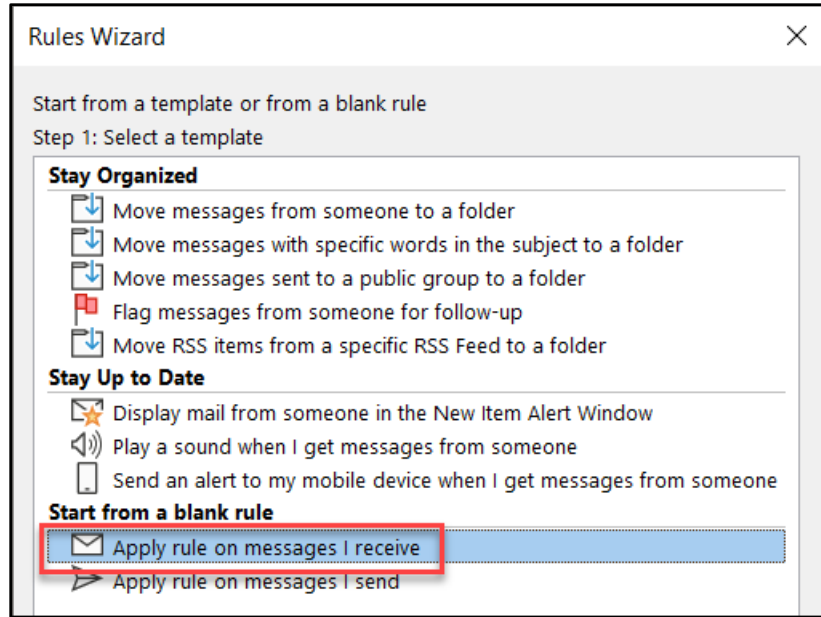 Rules Wizard
Start from a template or from a blank rule
Step 1: Select a template
Stay Organized
Move messages from someone to a folder
Move messages with specific words in the subject to a folder
Move messages sent to a public group to a folder
Flag messages from someone for follow-up
Move RSS items from a specific RSS Feed to a folder
Stay Up to Date
Display mail from someone in the New Item Alert Window
Play a sound when I get messages from someone
Send an alert to my mobile device when I get messages from someone
Start from a blank rule
Apply rule on messages I receive
Apply rule on messages I send